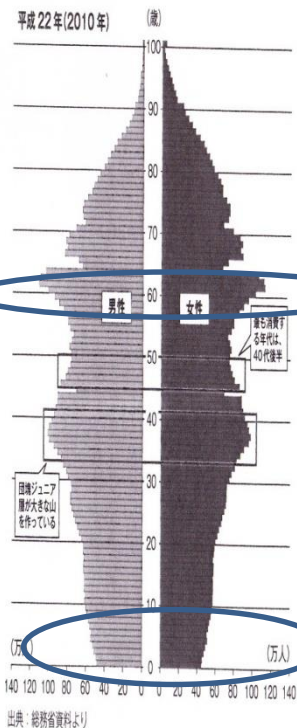 平成22年(2010年)
(歳)
100
90
80
70
60
男性
女性
最も消費す
る年代は、
40代後半
50
40
団塊ジュニア
層が大きな山
を作っている
30
20
10
(万人)
0
(万人)
140 120 100 80 60 40 20 0
0 20 40 60 80 100 120 140
出典：総務省資料より